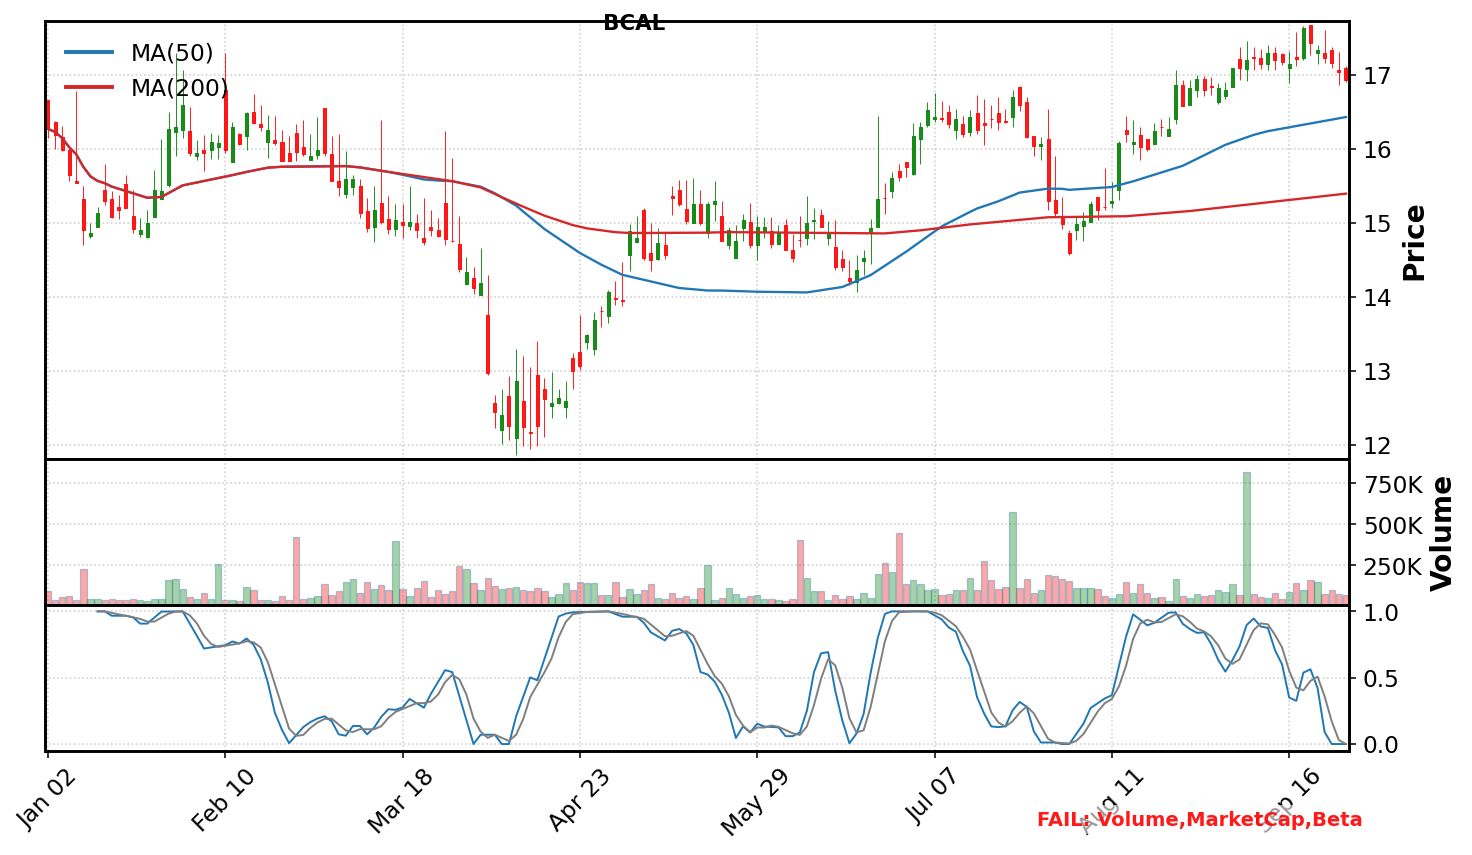 BCAL
MA(50)
MA(200)
17
16
15
14
13
12
Price
750K
500K
250K
Volume
1.0
0.5
0.0
Jan 02
Feb 10
Mar 18
Apr 23
May 29
Jul 07
Aug 11
Sep 16
FAIL: Volume,MarketCap,Beta